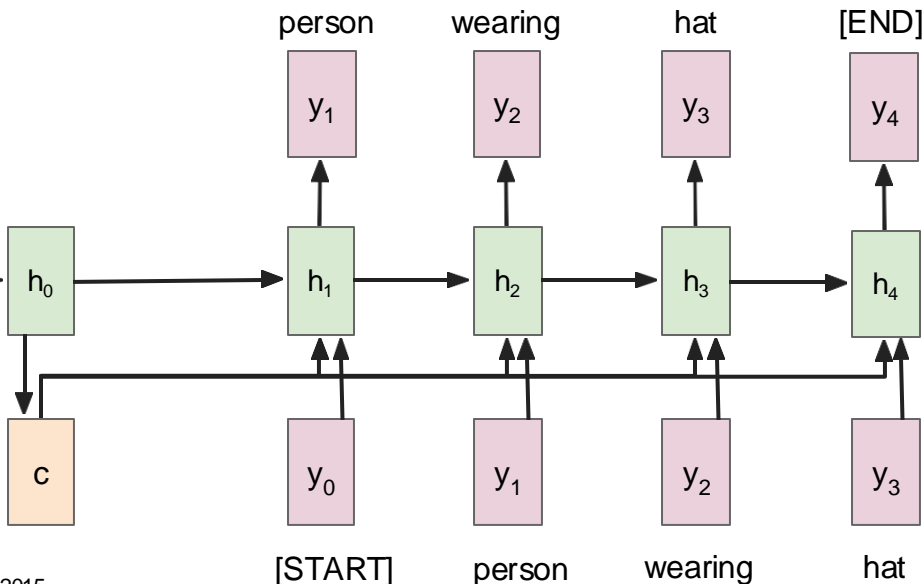 person wearing hat [END]
y1 y2 y3 y4
h0 h1 h2 h3 h4
c y0 y1 y2 y3
[START] person wearing hat
2015